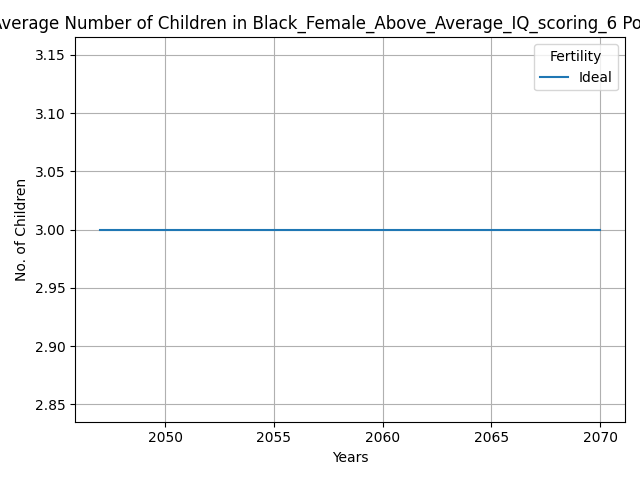 verage Number of Children in Black_Female_Above_Average_IQ_scoring_6 Po
Fertility
Ideal
3.15
3.10
3.05
3.00
2.95
2.90
2.85
No. of Children
2050 2055 2060 2065 2070
Years